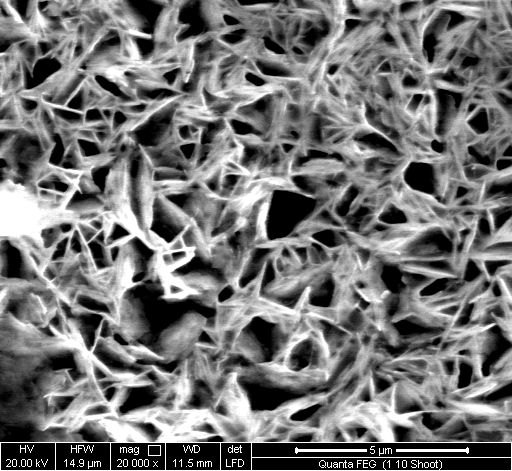 HV HFW mag □ WD det 5 µm
20.00 kV 14.9 µm 20 000 x 11.5 mm LFD Quanta FEG (1 10 Shoot)